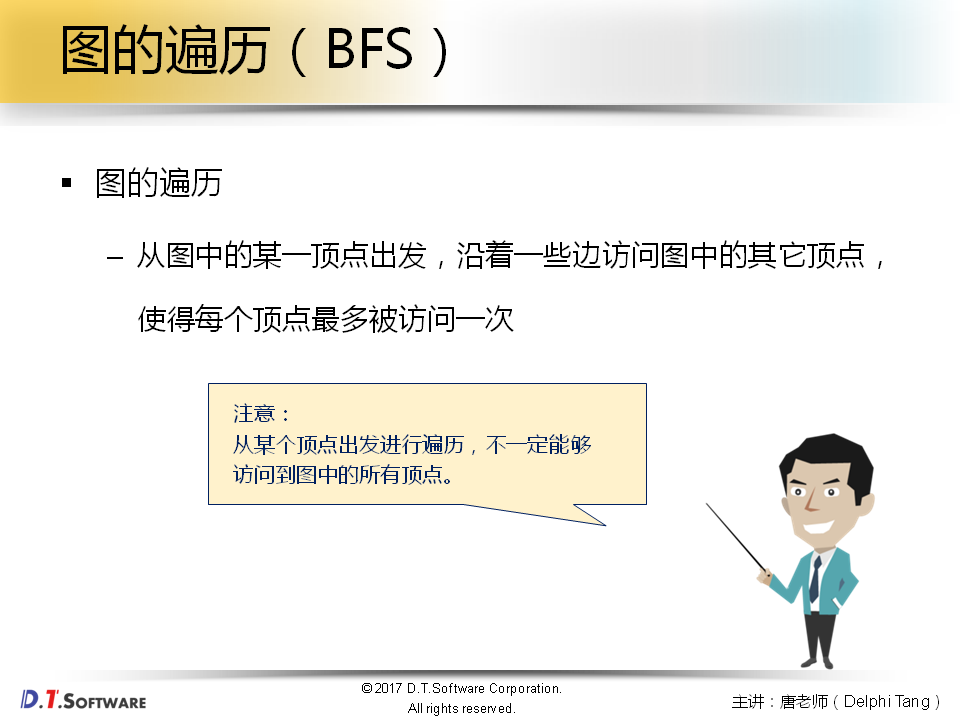 图的遍历（BFS）
▪ 图的遍历
– 从图中的某一顶点出发，沿着一些边访问图中的其它顶点，
使得每个顶点最多被访问一次
注意：
从某个顶点出发进行遍历，不一定能够
访问到图中的所有顶点。
D.T.SOFTWARE
©2017 D.T.Software Corporation.
All rights reserved.
主讲：唐老师（Delphi Tang）